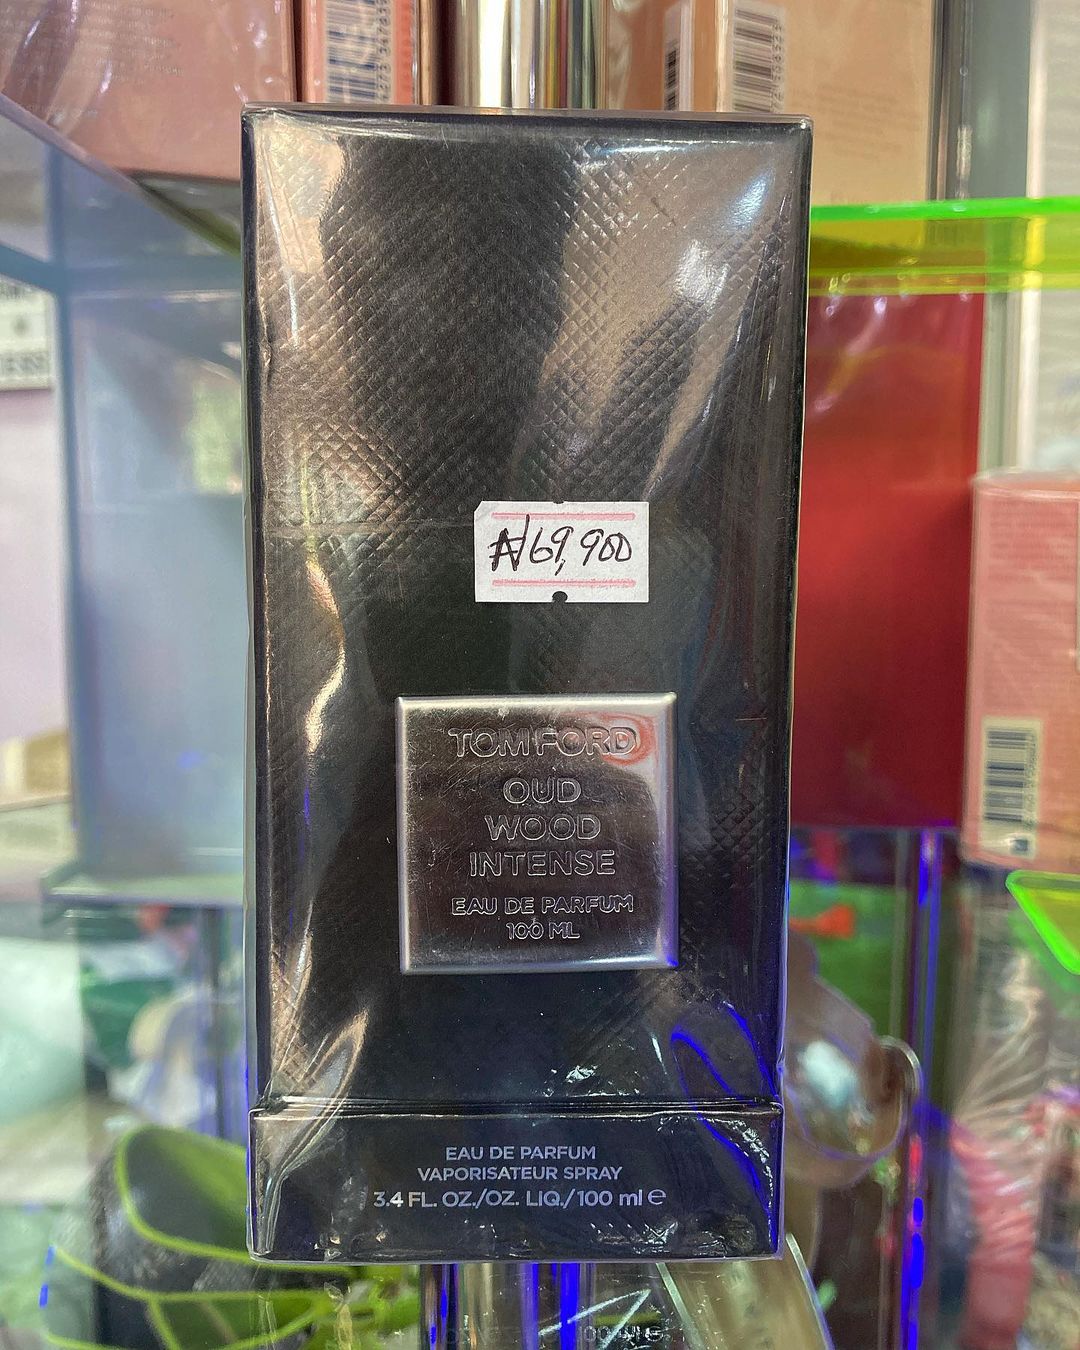 ₦69,900
TOM FORD
OUD
WOOD
INTENSE
EAU DE PARFUM
100 ML
EAU DE PARFUM
VAPORISATEUR SPRAY
3.4 FL. OZ./OZ. LIQ./100 ml ℮